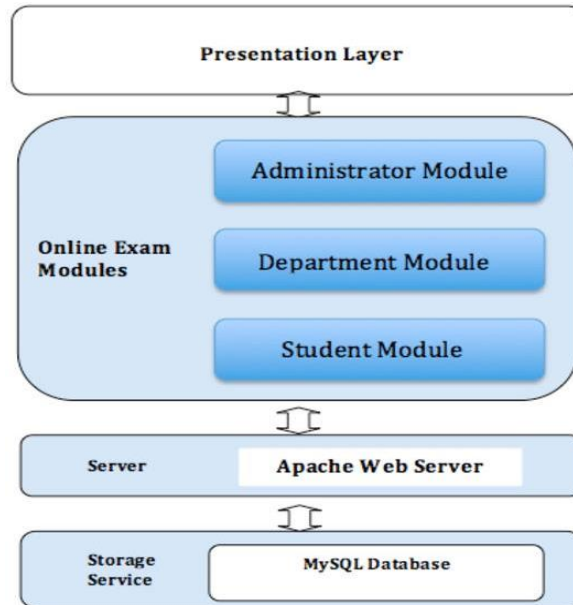 Presentation Layer
Administrator Module
Online Exam
Modules
Department Module
Student Module
Server
Apache Web Server
Storage
Service
MySQL Database